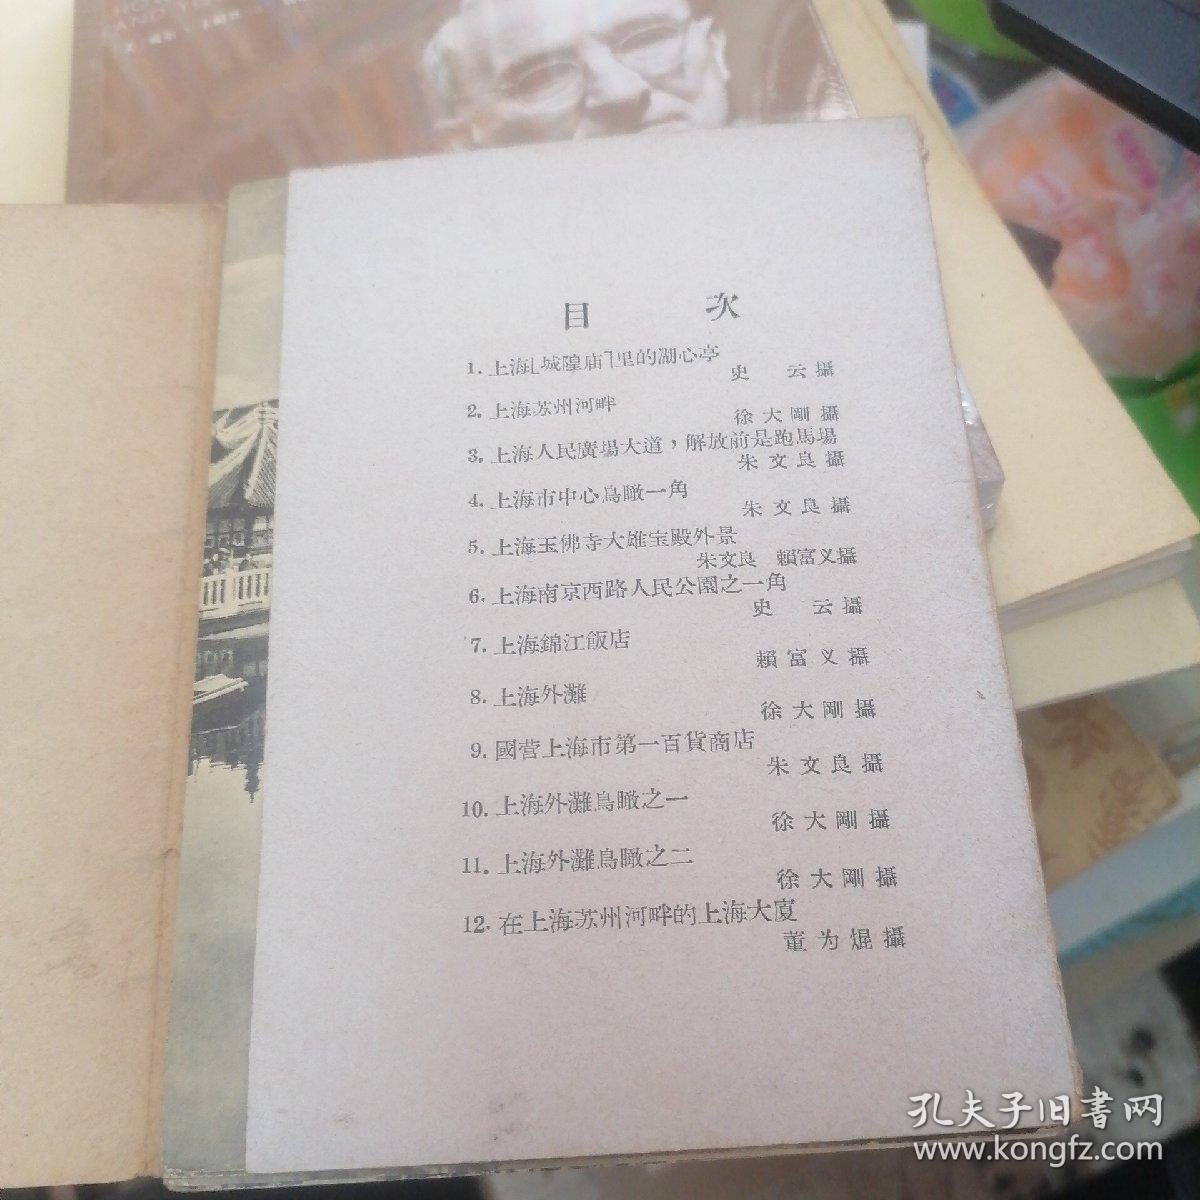 目 次
1. 上海「城隍庙」里的湖心亭
史 云 攝
2. 上海苏州河畔
徐 大 剛 攝
3. 上海人民廣場大道，解放前是跑馬場
朱 文 良 攝
4. 上海市中心鳥瞰一角
朱 文 良 攝
5. 上海玉佛寺大雄宝殿外景
朱文良 賴富义攝
6. 上海南京西路人民公園之一角
史 云 攝
7. 上海錦江飯店
賴 富 义 攝
8. 上海外灘
徐 大 剛 攝
9. 國营上海市第一百貨商店
朱 文 良 攝
10. 上海外灘鳥瞰之一
徐 大 剛 攝
11. 上海外灘鳥瞰之二
徐 大 剛 攝
12. 在上海苏州河畔的上海大廈
董 为 焜 攝
孔夫子旧書网
www.kongfz.com